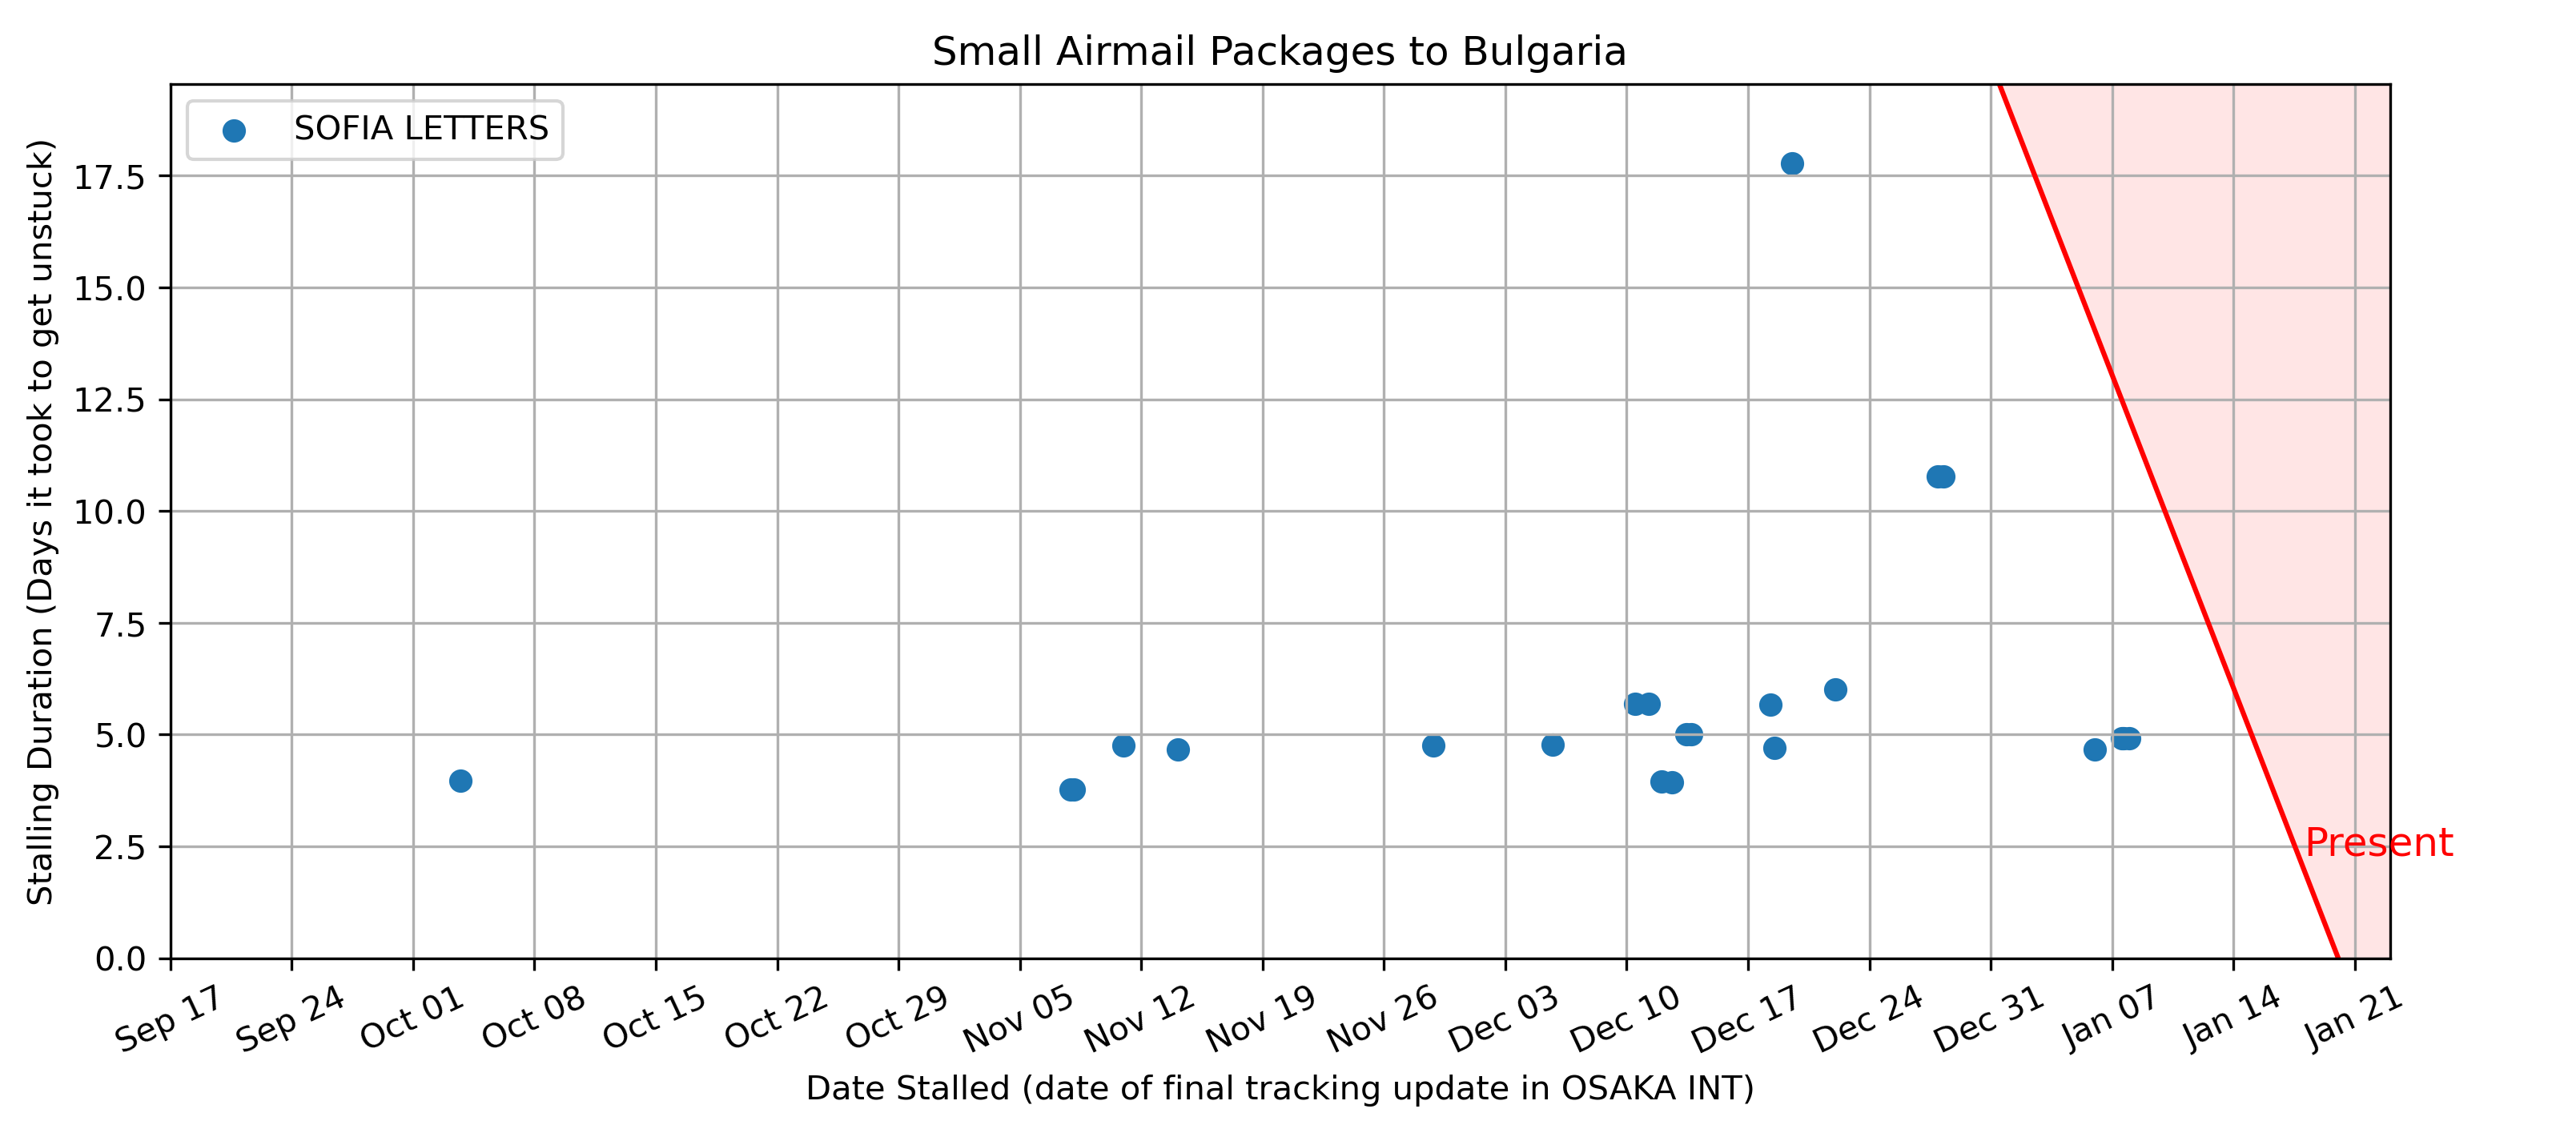 Small Airmail Packages to Bulgaria
SOFIA LETTERS
Stalling Duration (Days it took to get unstuck)
17.5
15.0
12.5
10.0
7.5
5.0
2.5
0.0
Present
Sep 17 Sep 24 Oct 01 Oct 08 Oct 15 Oct 22 Oct 29 Nov 05 Nov 12 Nov 19 Nov 26 Dec 03 Dec 10 Dec 17 Dec 24 Dec 31 Jan 07 Jan 14 Jan 21
Date Stalled (date of final tracking update in OSAKA INT)